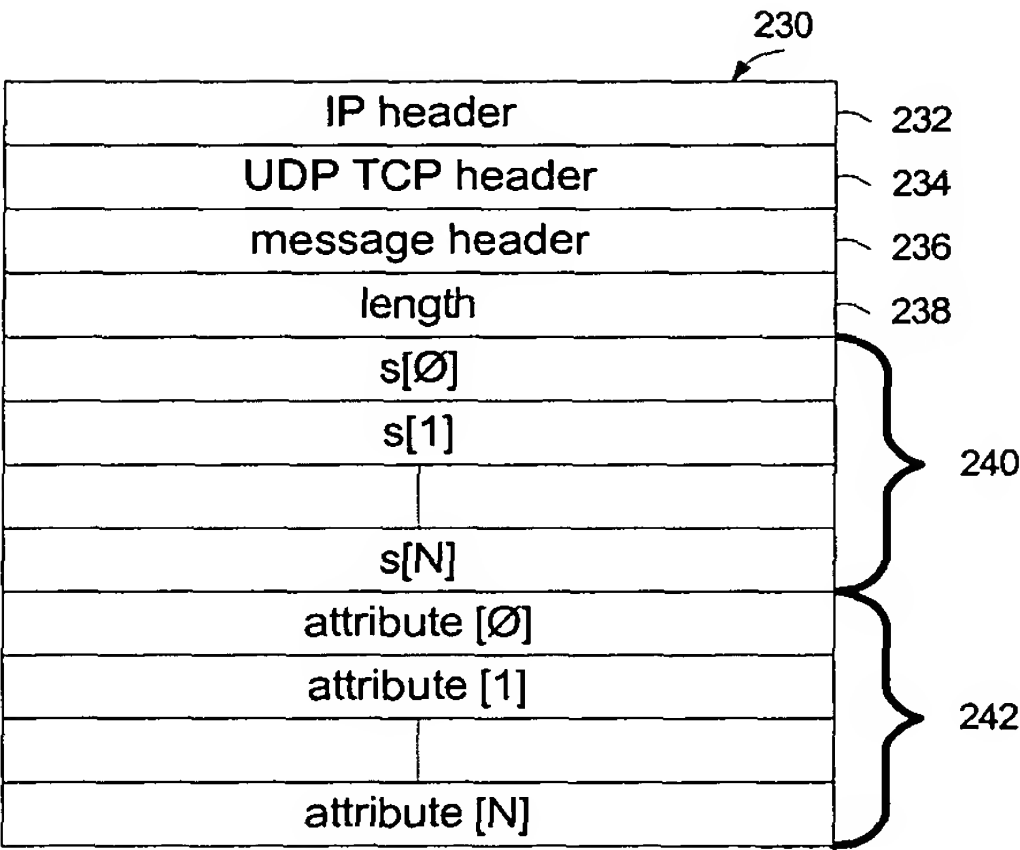 230
IP header 232
UDP TCP header 234
message header 236
length 238
s[Ø]
s[1]
240
s[N]
attribute [Ø]
attribute [1]
242
attribute [N]